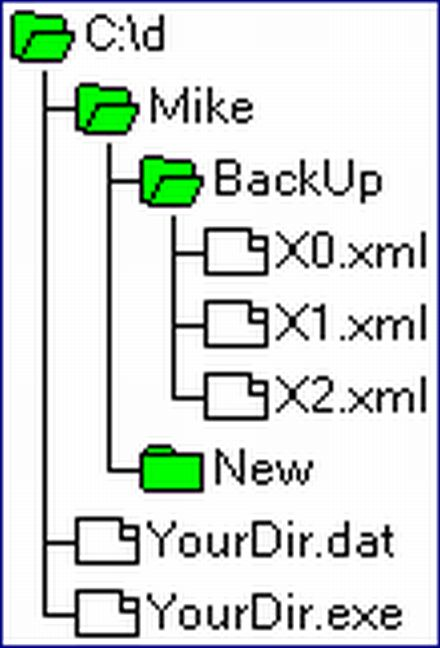 C:\d
Mike
BackUp
X0.xml
X1.xml
X2.xml
New
YourDir.dat
YourDir.exe